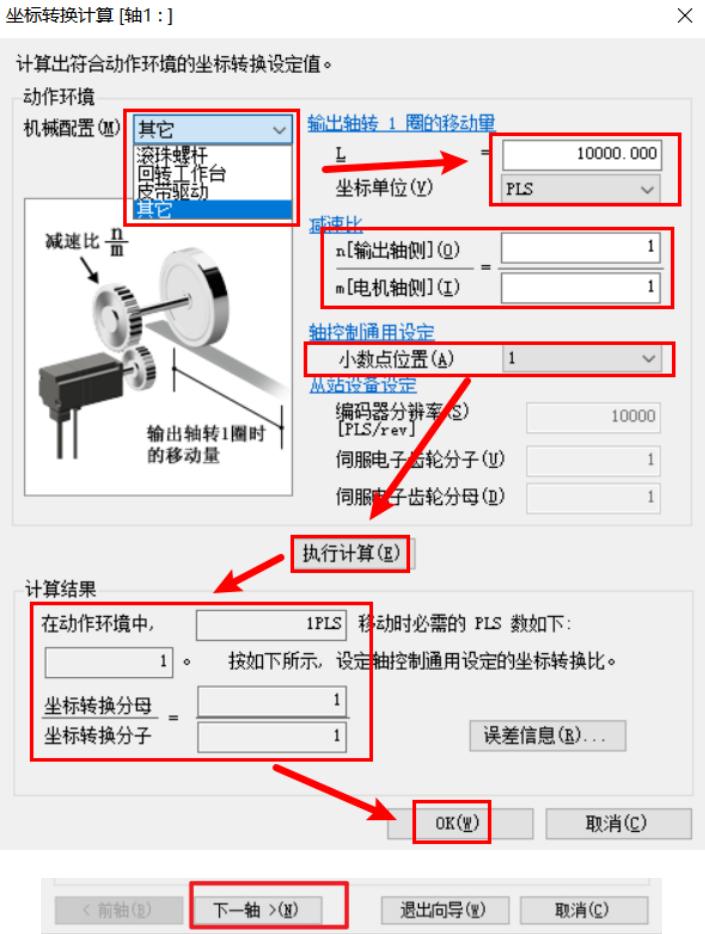 坐标转换计算 [轴1 : ]
计算出符合动作环境的坐标转换设定值。
动作环境
机械配置(M) 其它
滚珠螺杆
回转工作台
皮带驱动
其它
减速比 n/m
输出轴转1圈时
的移动量
输出轴转 1 圈的移动量
L = 10000.000
坐标单位(V) PLS
减速比
n[输出轴侧](O) = 1
m[电机轴侧](I) 1
轴控制通用设定
小数点位置(A) 1
从站设备设定
编码器分辨率(S)
[PLS/rev] 10000
伺服电子齿轮分子(U) 1
伺服电子齿轮分母(D) 1
执行计算(E)
计算结果
在动作环境中, 1PLS 移动时必需的 PLS 数如下:
1 。 按如下所示, 设定轴控制通用设定的坐标转换比。
坐标转换分母 = 1
坐标转换分子 1
误差信息(R)...
OK(W) 取消(C)
< 前轴(B) 下一轴 >(N) 退出向导(W) 取消(C)